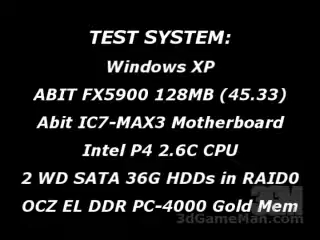 TEST SYSTEM:
Windows XP
ABIT FX5900 128MB (45.33)
Abit IC7-MAX3 Motherboard
Intel P4 2.6C CPU
2 WD SATA 36G HDDs in RAID0
OCZ EL DDR PC-4000 Gold Mem
3dGameMan.com